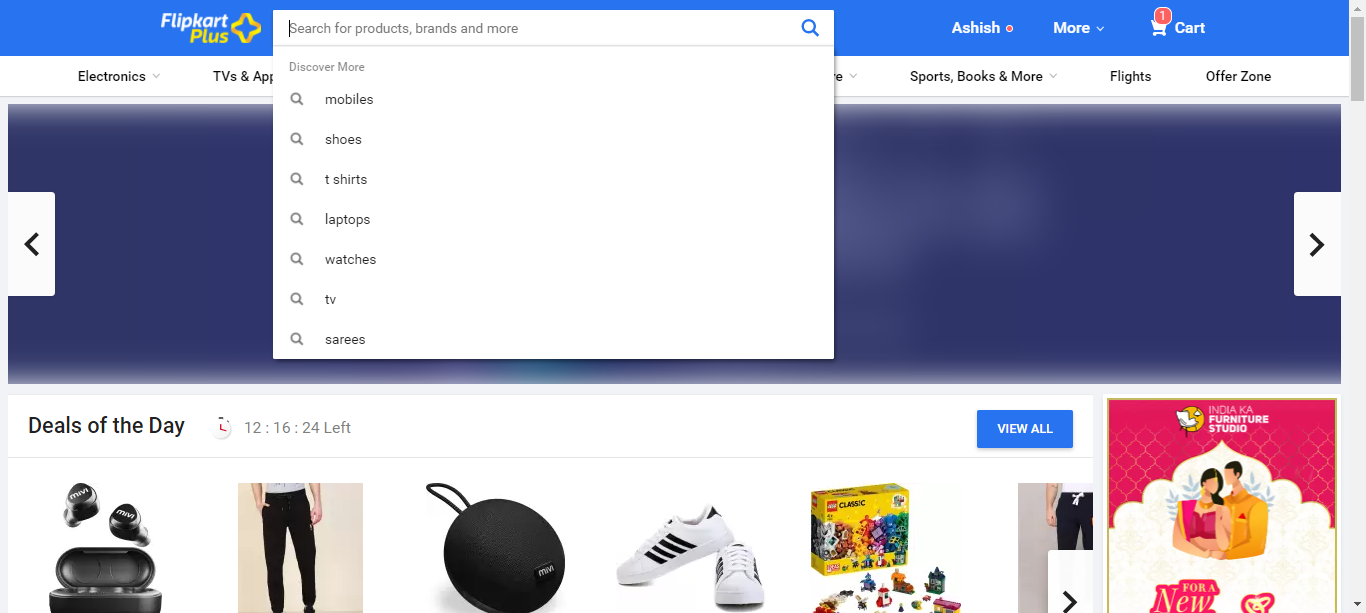 Flipkart
Plus
Search for products, brands and more
Ashish
More
1
Cart
Electronics
TVs & App
re
Sports, Books & More
Flights
Offer Zone
Discover More
mobiles
shoes
t shirts
laptops
watches
tv
sarees
Deals of the Day
12 : 16 : 24 Left
VIEW ALL
INDIA KA
FURNITURE
STUDIO
mivi
mivi
mivi
LEGO CLASSIC
FOR A
New